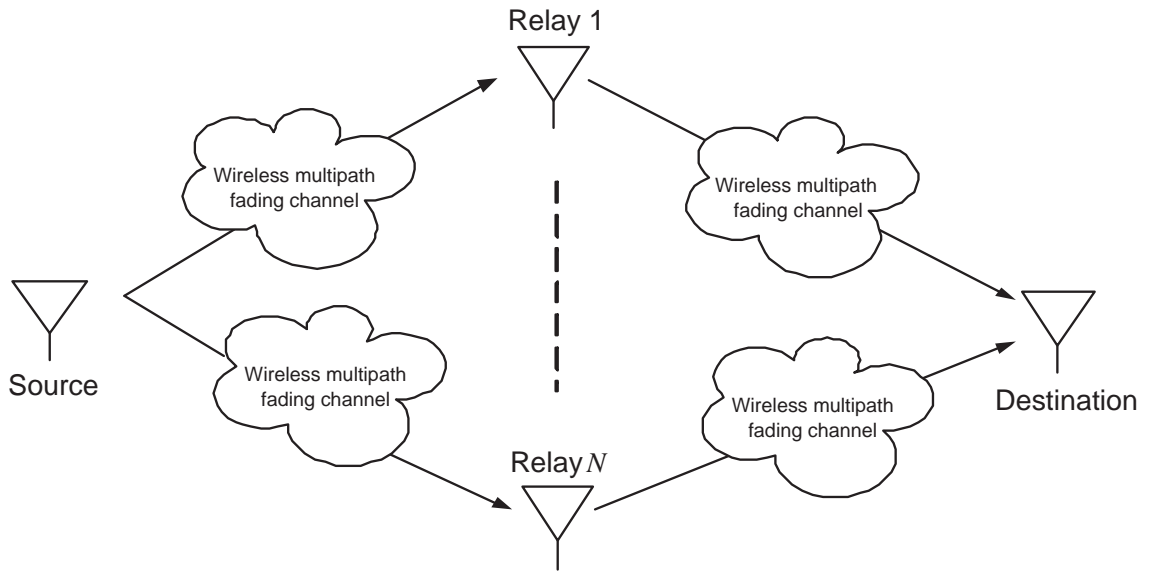 Relay 1
Wireless multipath
fading channel
Wireless multipath
fading channel
Source
Wireless multipath
fading channel
Wireless multipath
fading channel
Destination
Relay N